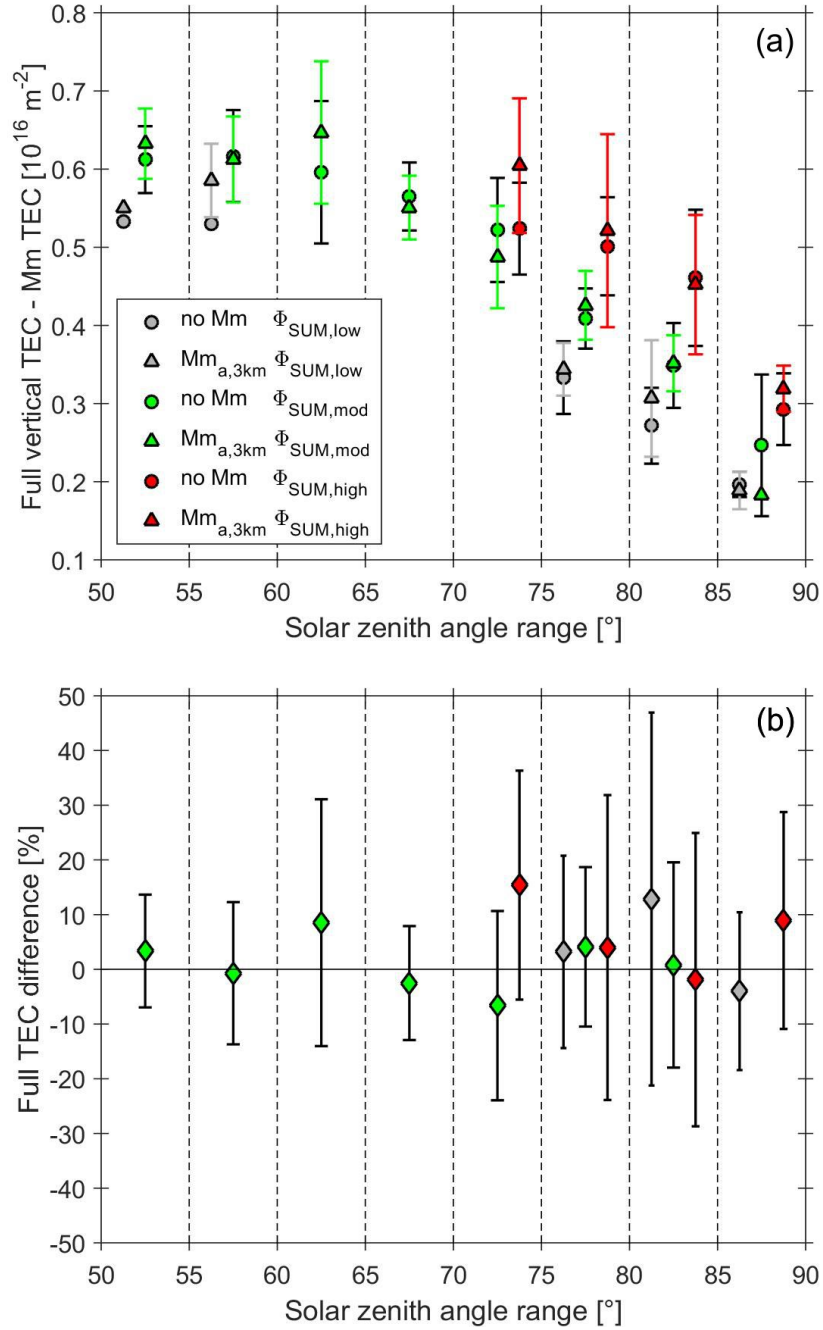 (a)
Full vertical TEC - Mm TEC [10^16 m^-2]
0.8
0.7
0.6
0.5
0.4
0.3
0.2
0.1
no Mm Φ_SUM,low
Mm_a,3km Φ_SUM,low
no Mm Φ_SUM,mod
Mm_a,3km Φ_SUM,mod
no Mm Φ_SUM,high
Mm_a,3km Φ_SUM,high
50 55 60 65 70 75 80 85 90
Solar zenith angle range [°]
(b)
Full TEC difference [%]
50
40
30
20
10
0
-10
-20
-30
-40
-50
50 55 60 65 70 75 80 85 90
Solar zenith angle range [°]